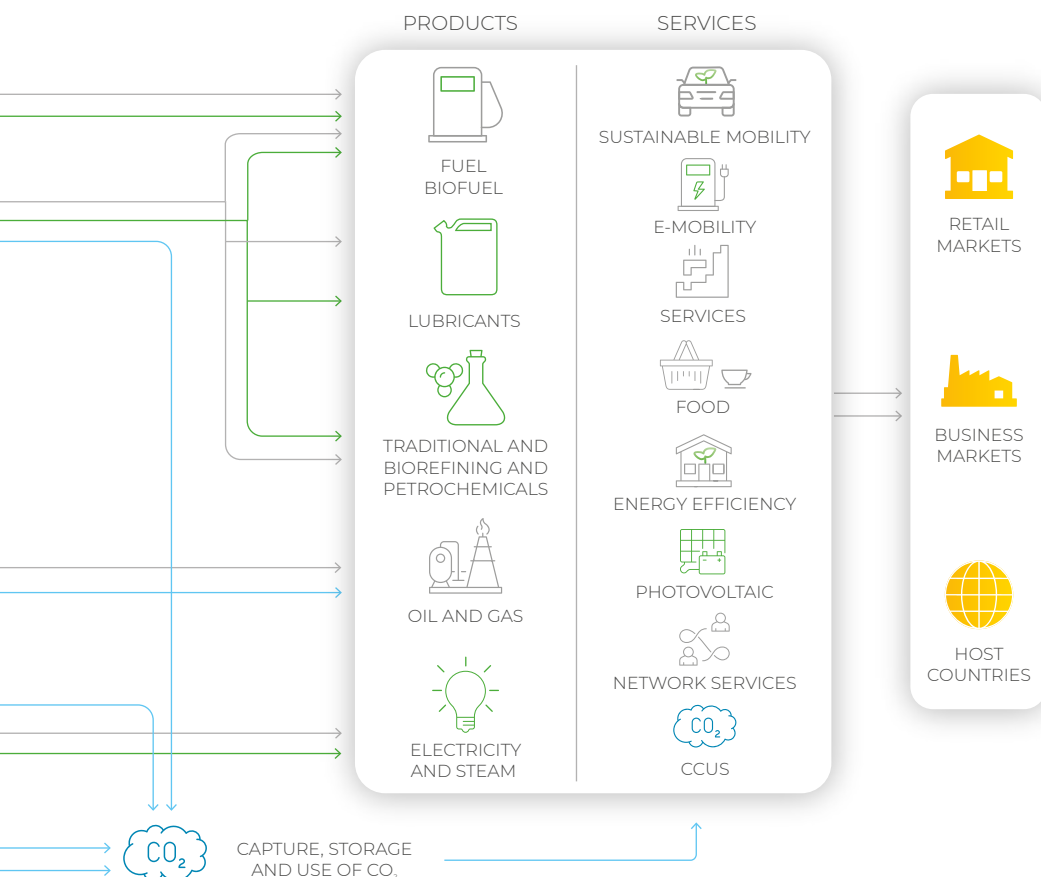 PRODUCTS
SERVICES
FUEL
BIOFUEL
LUBRICANTS
TRADITIONAL AND
BIOREFINING AND
PETROCHEMICALS
OIL AND GAS
ELECTRICITY
AND STEAM
SUSTAINABLE MOBILITY
E-MOBILITY
SERVICES
FOOD
ENERGY EFFICIENCY
PHOTOVOLTAIC
NETWORK SERVICES
CO₂
CCUS
RETAIL
MARKETS
BUSINESS
MARKETS
HOST
COUNTRIES
CO₂
CAPTURE, STORAGE
AND USE OF CO₂